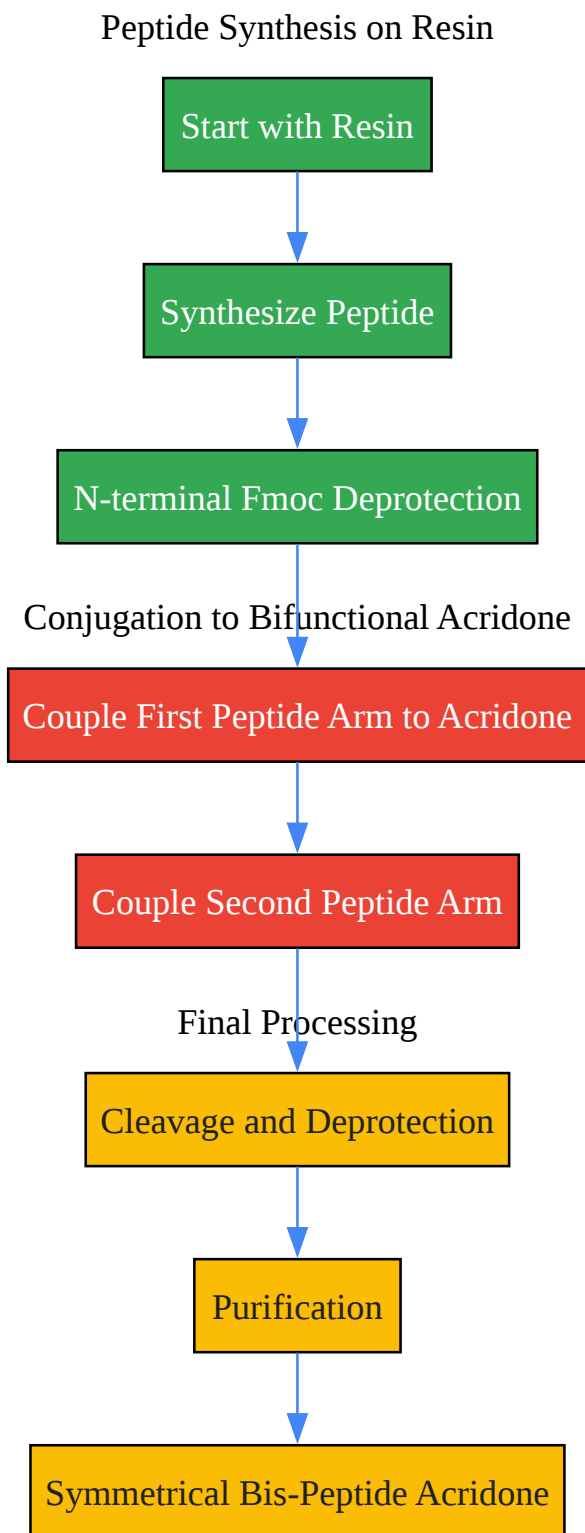 Peptide Synthesis on Resin
Start with Resin
Synthesize Peptide
N-terminal Fmoc Deprotection
Conjugation to Bifunctional Acridone
Couple First Peptide Arm to Acridone
Couple Second Peptide Arm
Final Processing
Cleavage and Deprotection
Purification
Symmetrical Bis-Peptide Acridone